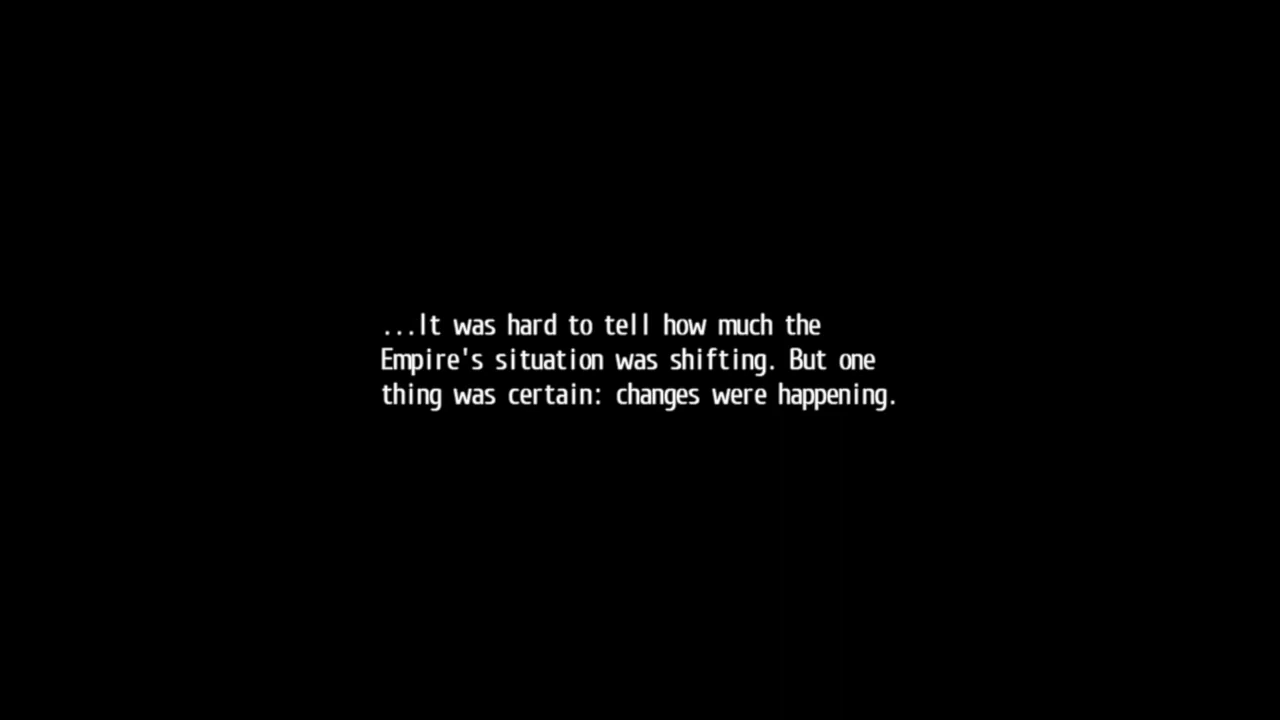 ...It was hard to tell how much the
Empire's situation was shifting. But one
thing was certain: changes were happening.